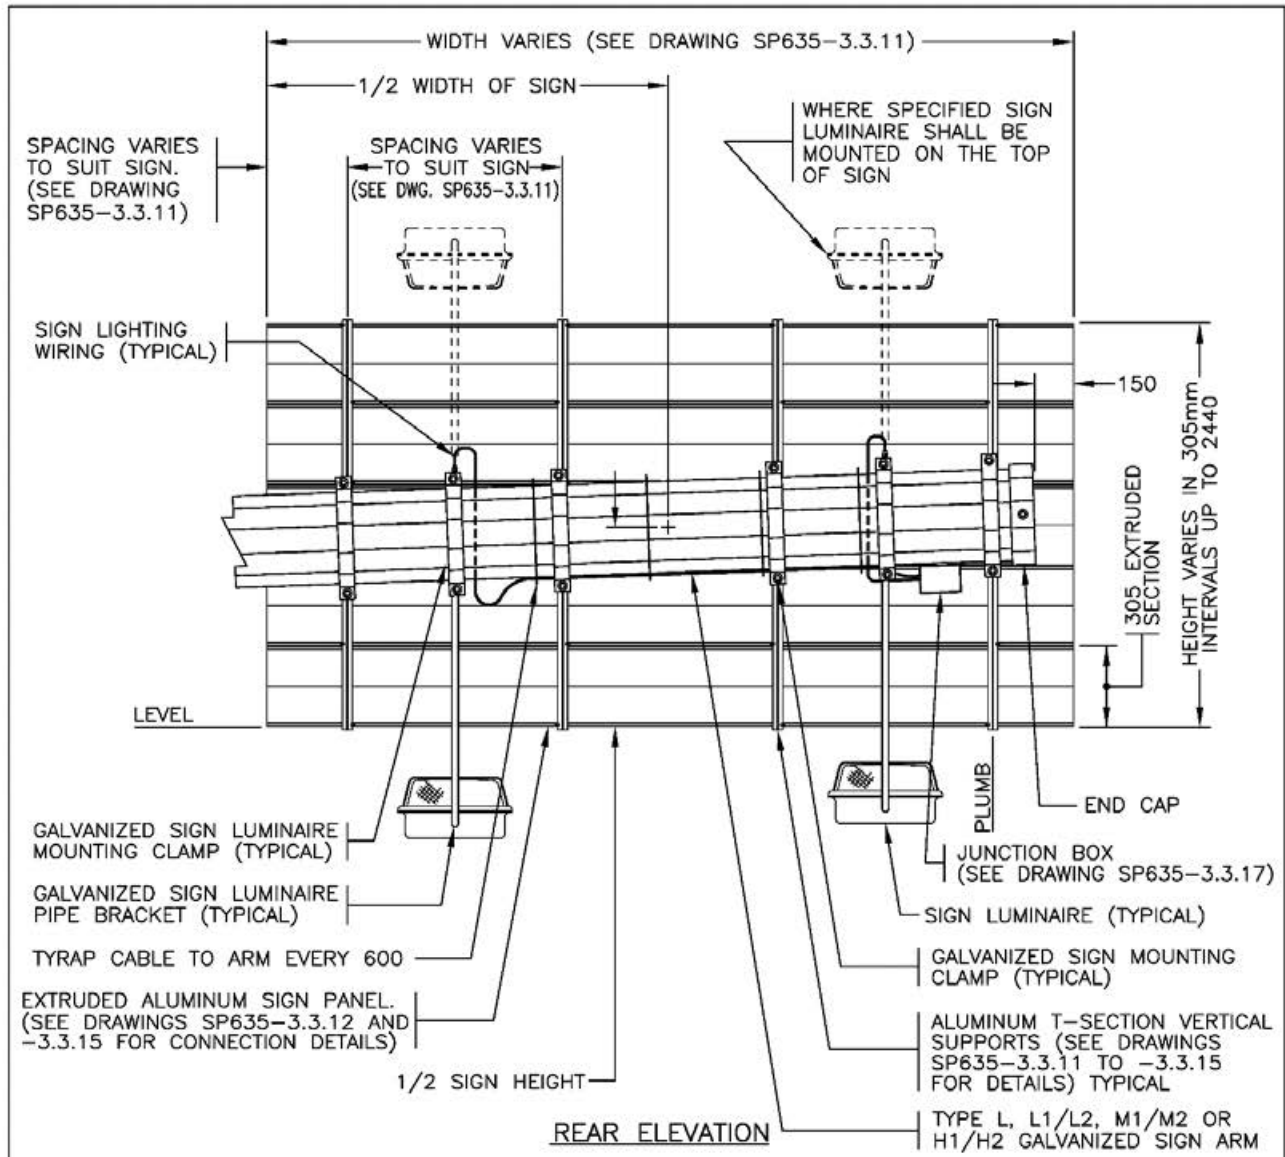 WIDTH VARIES (SEE DRAWING SP635-3.3.11)
1/2 WIDTH OF SIGN
SPACING VARIES
TO SUIT SIGN.
(SEE DRAWING
SP635-3.3.11)
SPACING VARIES
TO SUIT SIGN
(SEE DWG. SP635-3.3.11)
WHERE SPECIFIED SIGN
LUMINAIRE SHALL BE
MOUNTED ON THE TOP
OF SIGN
SIGN LIGHTING
WIRING (TYPICAL)
150
305 EXTRUDED
SECTION
HEIGHT VARIES IN 305mm
INTERVALS UP TO 2440
LEVEL
PLUMB
END CAP
GALVANIZED SIGN LUMINAIRE
MOUNTING CLAMP (TYPICAL)
JUNCTION BOX
(SEE DRAWING SP635-3.3.17)
GALVANIZED SIGN LUMINAIRE
PIPE BRACKET (TYPICAL)
SIGN LUMINAIRE (TYPICAL)
TYRAP CABLE TO ARM EVERY 600
GALVANIZED SIGN MOUNTING
CLAMP (TYPICAL)
EXTRUDED ALUMINUM SIGN PANEL.
(SEE DRAWINGS SP635-3.3.12 AND
-3.3.15 FOR CONNECTION DETAILS)
ALUMINUM T-SECTION VERTICAL
SUPPORTS (SEE DRAWINGS
SP635-3.3.11 TO -3.3.15
FOR DETAILS) TYPICAL
1/2 SIGN HEIGHT
TYPE L, L1/L2, M1/M2 OR
H1/H2 GALVANIZED SIGN ARM
REAR ELEVATION